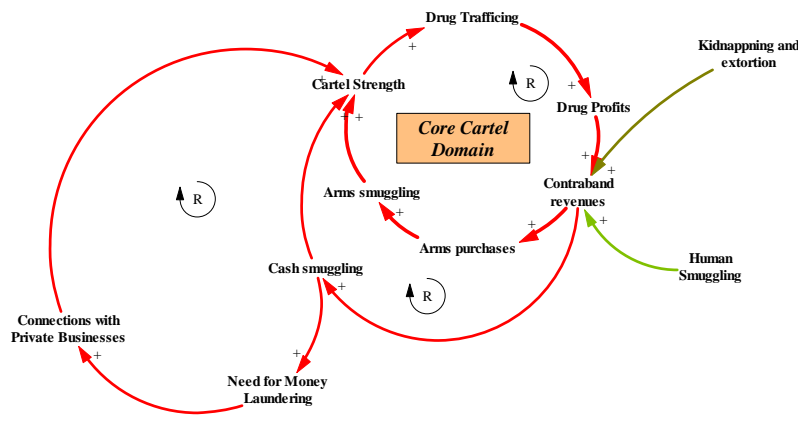 Drug Trafficing
+
Kidnappning and
extortion
+
Cartel Strength
R
+
Drug Profits
Core Cartel
Domain
+ +
+
+
Contraband
revenues
Arms smuggling
R
+
+
+
Arms purchases
Cash smuggling
Human
Smuggling
+
R
Connections with
Private Businesses
+
+
Need for Money
Laundering